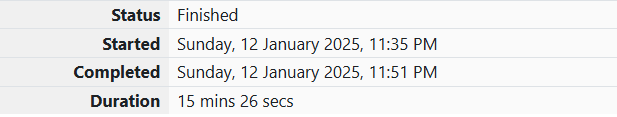 Status Finished
Started Sunday, 12 January 2025, 11:35 PM
Completed Sunday, 12 January 2025, 11:51 PM
Duration 15 mins 26 secs